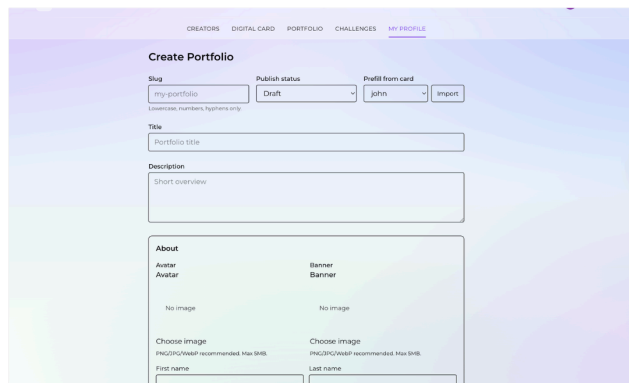 CREATORS DIGITAL CARD PORTFOLIO CHALLENGES MY PROFILE
Create Portfolio
Slug Publish status Prefill from card
my-portfolio Draft john Import
Lowercase, numbers, hyphens only.
Title
Portfolio title
Description
Short overview
About
Avatar Banner
Avatar Banner
No image No image
Choose image Choose image
PNG/JPG/WebP recommended. Max 5MB. PNG/JPG/WebP recommended. Max 5MB.
First name Last name